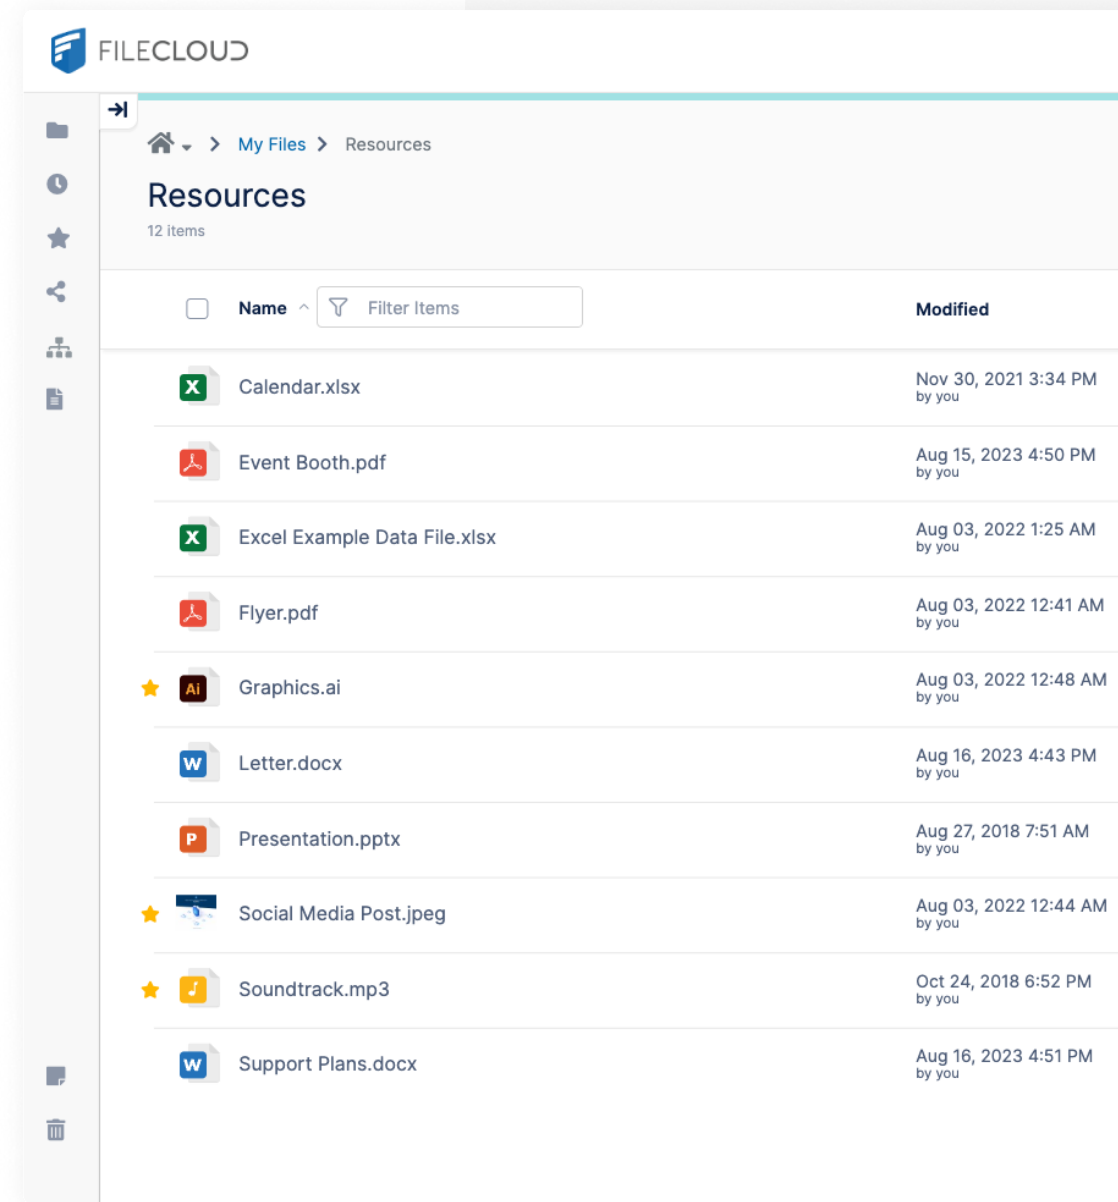 FILECLOUD
My Files Resources
Resources
12 items
Name Filter Items Modified
Calendar.xlsx Nov 30, 2021 3:34 PM
by you
Event Booth.pdf Aug 15, 2023 4:50 PM
by you
Excel Example Data File.xlsx Aug 03, 2022 1:25 AM
by you
Flyer.pdf Aug 03, 2022 12:41 AM
by you
Ai Graphics.ai Aug 03, 2022 12:48 AM
by you
W Letter.docx Aug 16, 2023 4:43 PM
by you
P Presentation.pptx Aug 27, 2018 7:51 AM
by you
Social Media Post.jpeg Aug 03, 2022 12:44 AM
by you
Soundtrack.mp3 Oct 24, 2018 6:52 PM
by you
W Support Plans.docx Aug 16, 2023 4:51 PM
by you